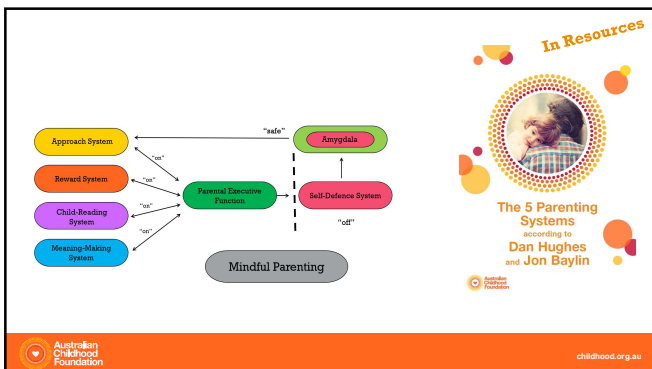 In Resources
Approach System
"safe"
Amygdala
"on"
Reward System
"on"
Parental Executive
Function
Self-Defence System
Child-Reading
System
"on"
"off"
"on"
Meaning-Making
System
Mindful Parenting
The 5 Parenting
Systems
according to
Dan Hughes
and Jon Baylin
Australian
Childhood
Foundation
Australian
Childhood
Foundation
childhood.org.au